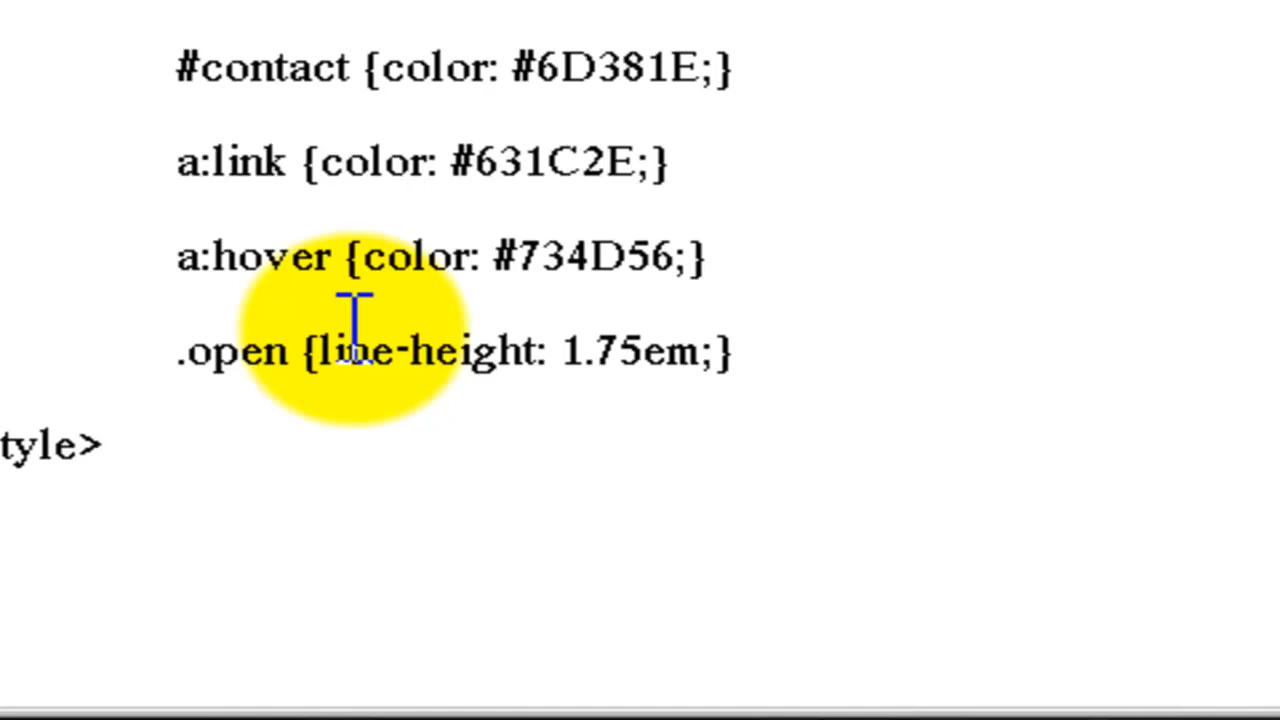 #contact {color: #6D381E;}
a:link {color: #631C2E;}
a:hover {color: #734D56;}
.open {line-height: 1.75em;}
tyle>